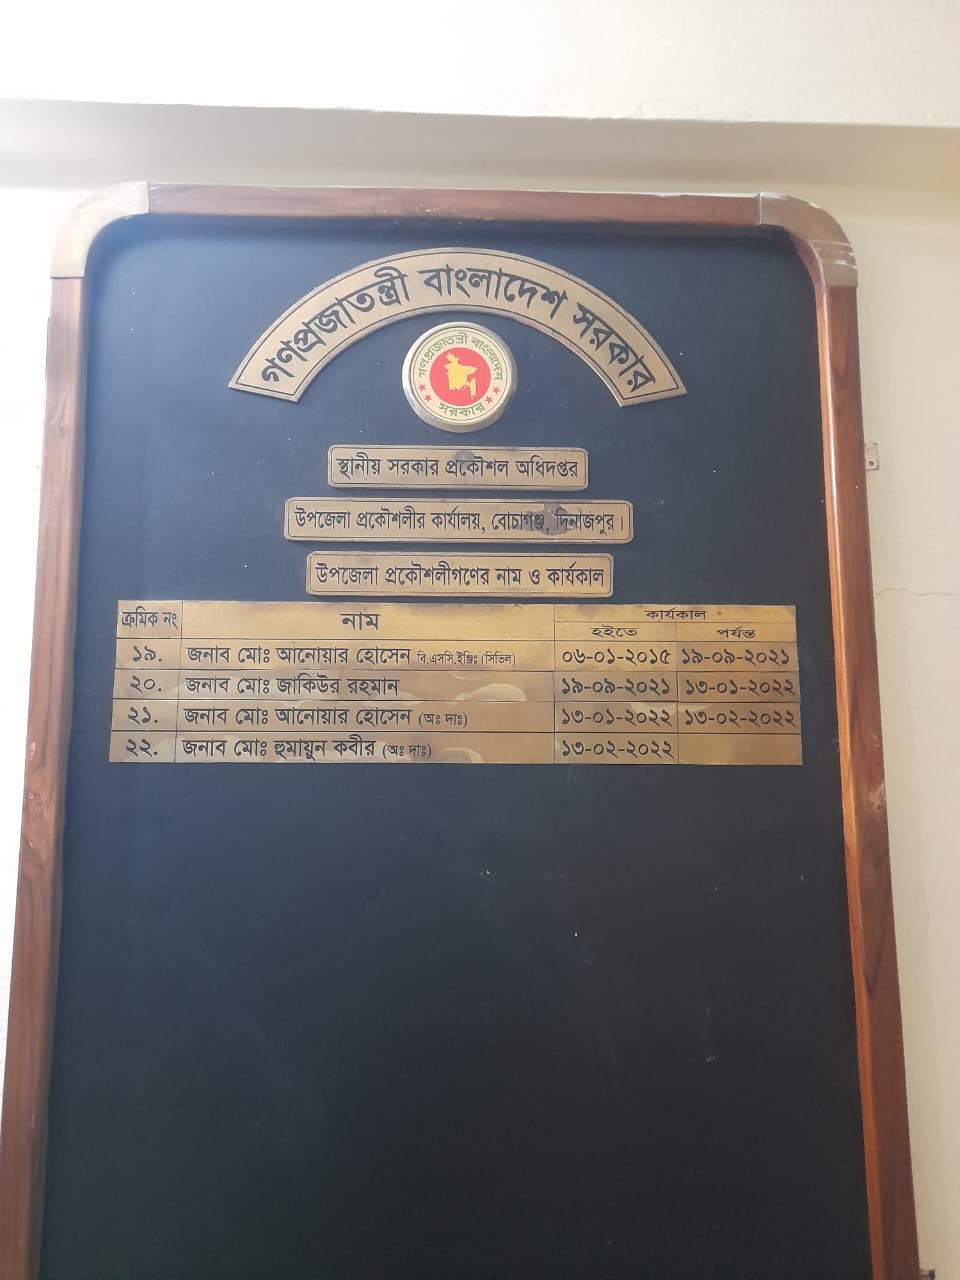 গণপ্রজাতন্ত্রী বাংলাদেশ সরকার
গণপ্রজাতন্ত্রী বাংলাদেশ
সরকার
স্থানীয় সরকার প্রকৌশল অধিদপ্তর
উপজেলা প্রকৌশলীর কার্যালয়, বোচাগঞ্জ, দিনাজপুর।
উপজেলা প্রকৌশলীগণের নাম ও কার্যকাল
ক্রমিক নং নাম কার্যকাল
হইতে পর্যন্ত
১৯. জনাব মোঃ আনোয়ার হোসেন বি.এসসি.ইঞ্জিঃ (সিভিল) ০৬-০১-২০১৫ ১৯-০৯-২০২১
২০. জনাব মোঃ জাকিউর রহমান ১৯-০৯-২০২১ ১৩-০১-২০২২
২১. জনাব মোঃ আনোয়ার হোসেন (অঃ দাঃ) ১৩-০১-২০২২ ১৩-০২-২০২২
২২. জনাব মোঃ হুমায়ুন কবীর (অঃ দাঃ) ১৩-০২-২০২২